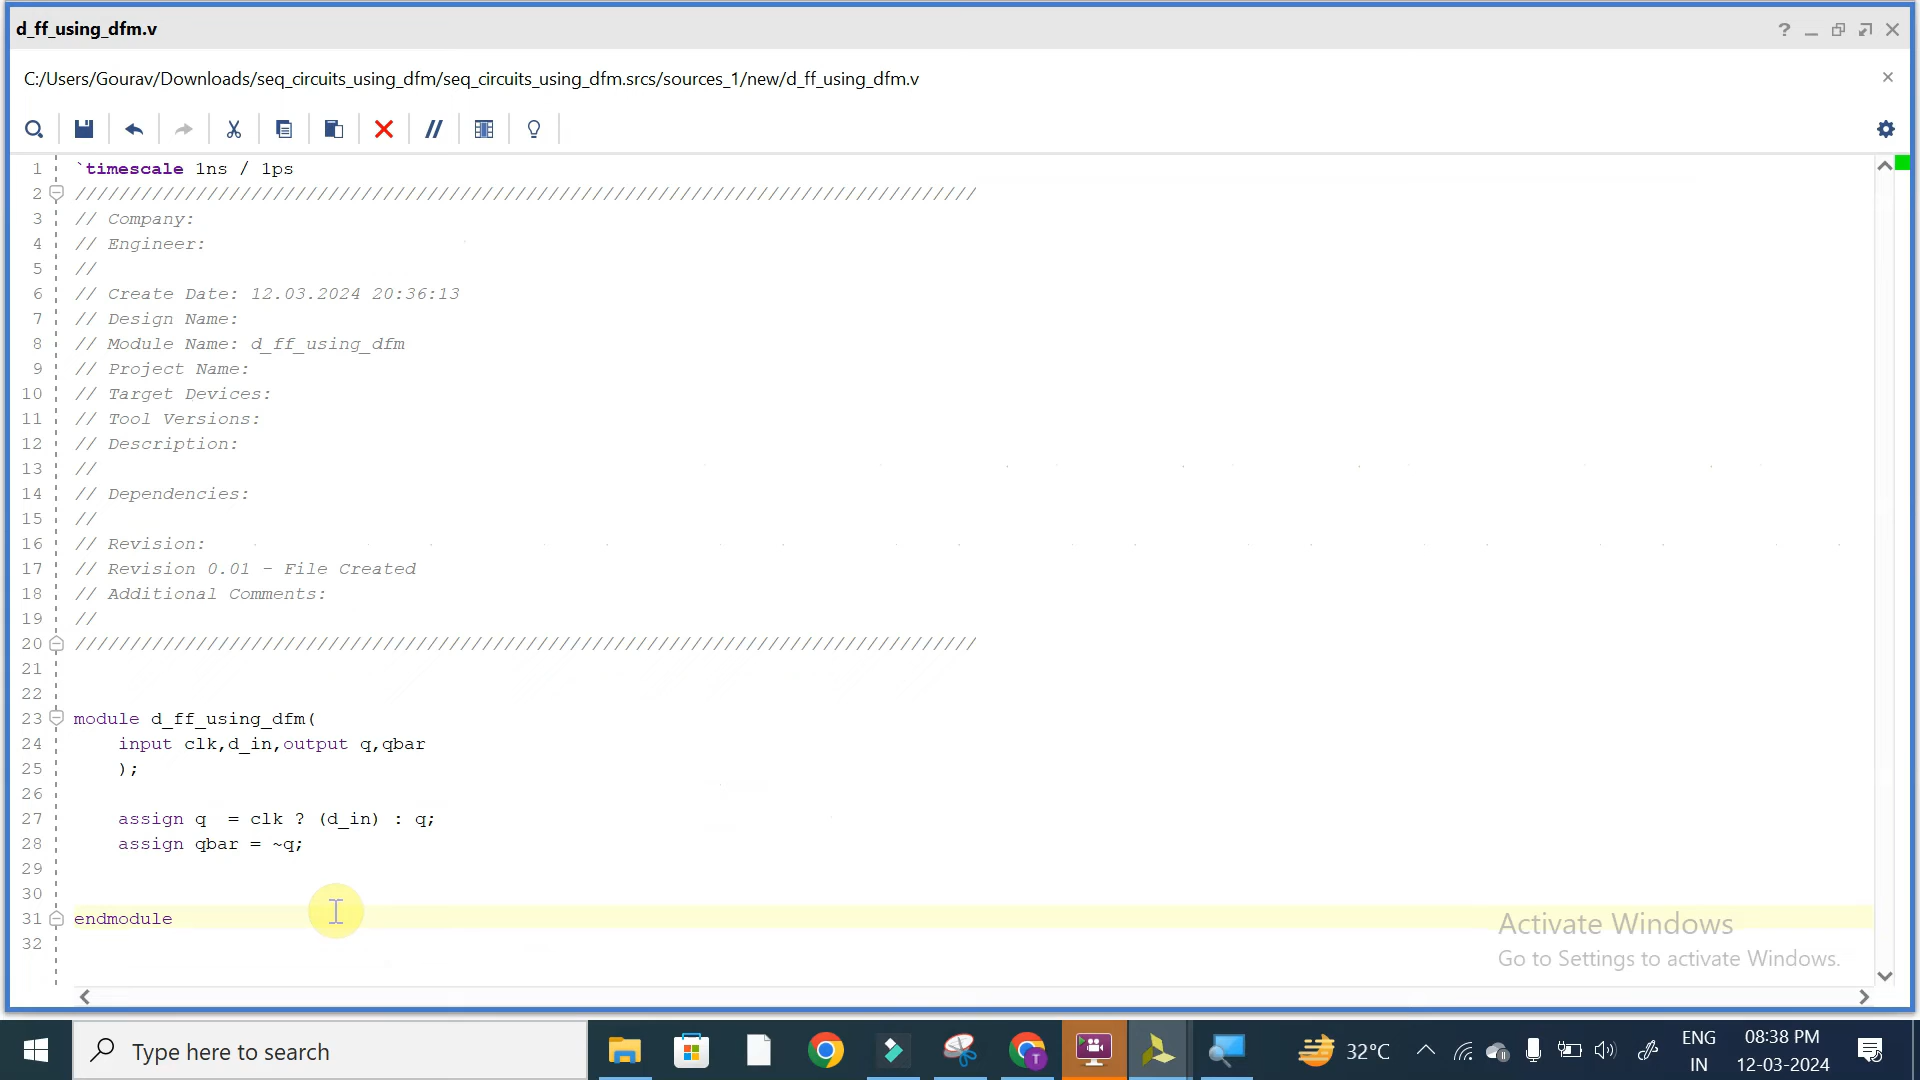 d_ff_using_dfm.v
C:/Users/Gourav/Downloads/seq_circuits_using_dfm/seq_circuits_using_dfm.srcs/sources_1/new/d_ff_using_dfm.v
1 `timescale 1ns / 1ps
2 //////////////////////////////////////////////////////////////////////////////////
3 // Company:
4 // Engineer:
5 //
6 // Create Date: 12.03.2024 20:36:13
7 // Design Name:
8 // Module Name: d_ff_using_dfm
9 // Project Name:
10 // Target Devices:
11 // Tool Versions:
12 // Description:
13 //
14 // Dependencies:
15 //
16 // Revision:
17 // Revision 0.01 - File Created
18 // Additional Comments:
19 //
20 //////////////////////////////////////////////////////////////////////////////////
21
22
23 module d_ff_using_dfm(
24 input clk,d_in,output q,qbar
25 );
26
27 assign q  = clk ? (d_in) : q;
28 assign qbar = ~q;
29
30
31 endmodule
32
Activate Windows
Go to Settings to activate Windows.
Type here to search
T
32°C
ENG
IN
08:38 PM
12-03-2024